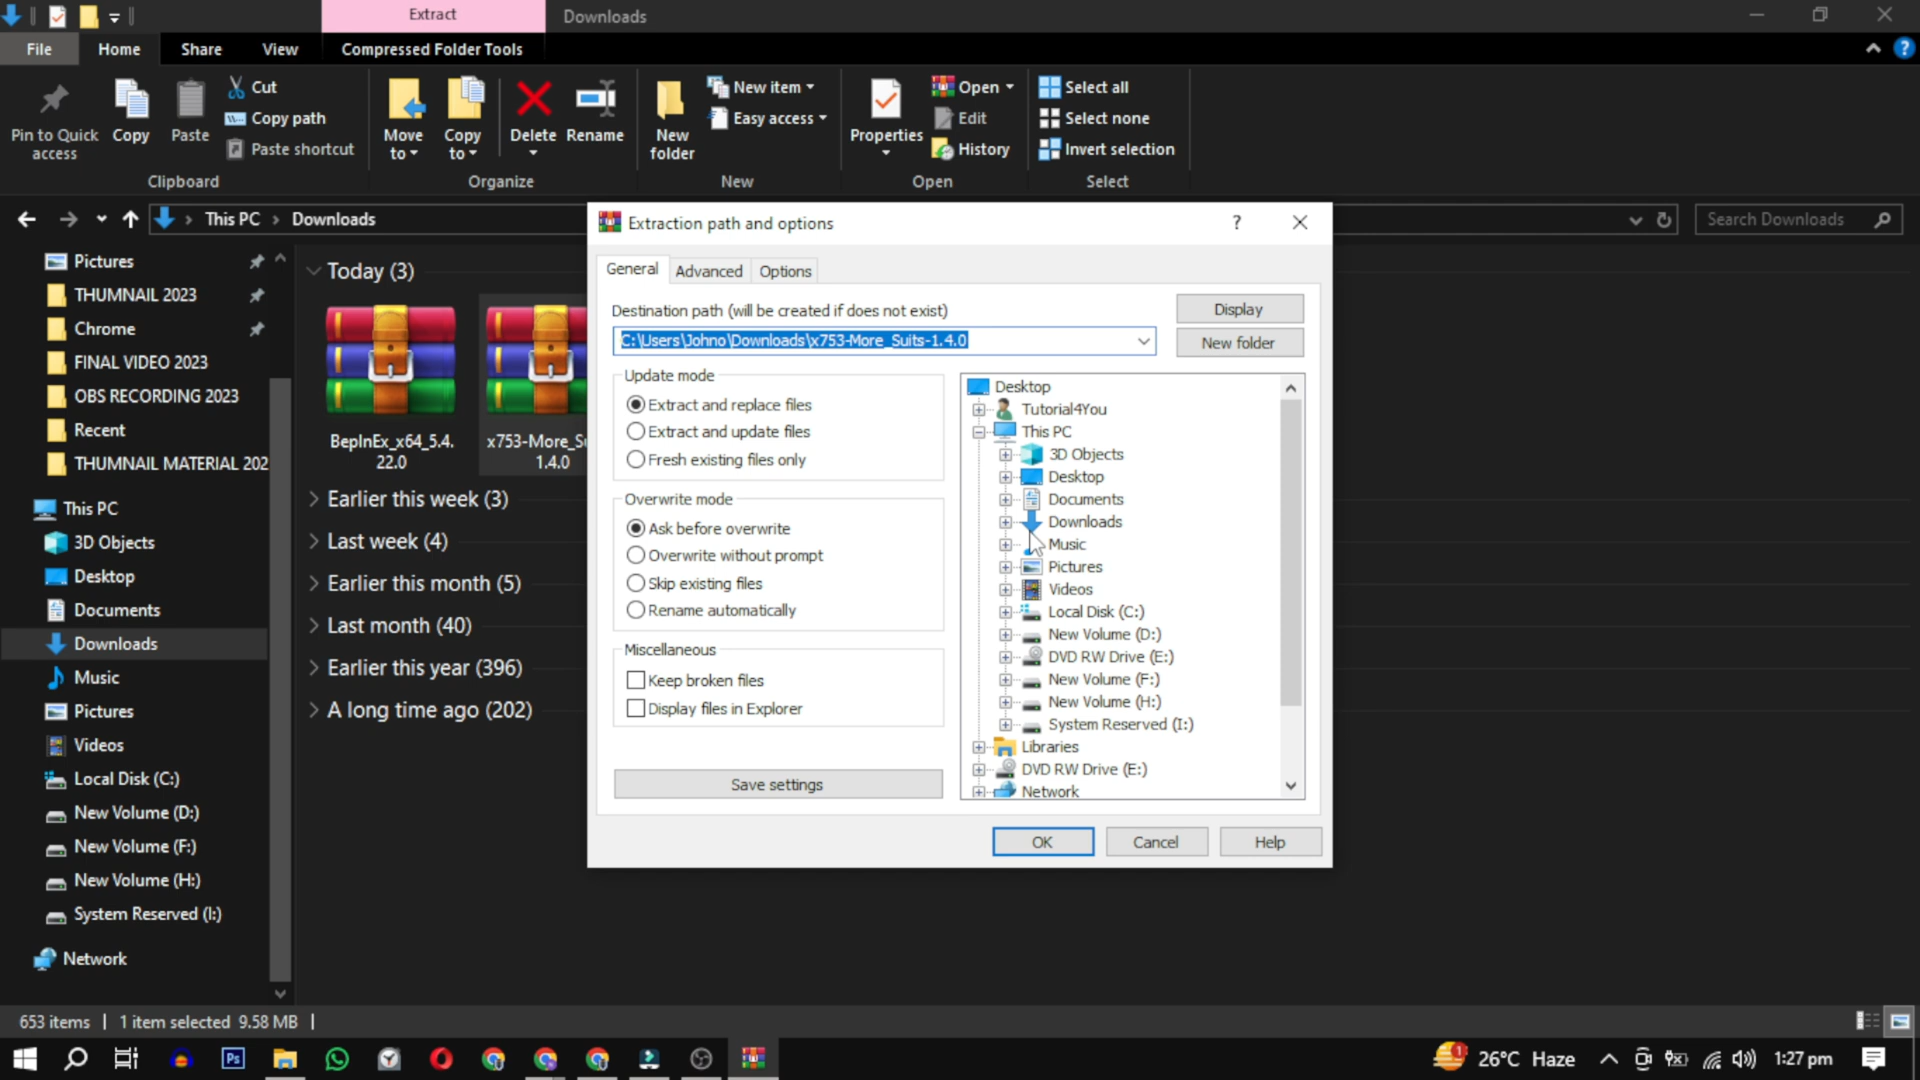 Extract
Downloads
File
Home
Share
View
Compressed Folder Tools
Pin to Quick access
Copy
Paste
Cut
Copy path
Paste shortcut
Clipboard
Move to
Copy to
Delete
Rename
Organize
New folder
New item
Easy access
New
Properties
Open
Edit
History
Open
Select all
Select none
Invert selection
Select
This PC
Downloads
Search Downloads
Pictures
THUMNAIL 2023
Chrome
FINAL VIDEO 2023
OBS RECORDING 2023
Recent
THUMNAIL MATERIAL 202
This PC
3D Objects
Desktop
Documents
Downloads
Music
Pictures
Videos
Local Disk (C:)
New Volume (D:)
New Volume (F:)
New Volume (H:)
System Reserved (I:)
Network
Today (3)
BepInEx_x64_5.4.
22.0
x753-More_Su
1.4.0
Earlier this week (3)
Last week (4)
Earlier this month (5)
Last month (40)
Earlier this year (396)
A long time ago (202)
Extraction path and options
?
General
Advanced
Options
Destination path (will be created if does not exist)
C:\Users\Johno\Downloads\x753-More_Suits-1.4.0
Display
New folder
Update mode
Extract and replace files
Extract and update files
Fresh existing files only
Overwrite mode
Ask before overwrite
Overwrite without prompt
Skip existing files
Rename automatically
Miscellaneous
Keep broken files
Display files in Explorer
Save settings
Desktop
Tutorial4You
This PC
3D Objects
Desktop
Documents
Downloads
Music
Pictures
Videos
Local Disk (C:)
New Volume (D:)
DVD RW Drive (E:)
New Volume (F:)
New Volume (H:)
System Reserved (I:)
Libraries
DVD RW Drive (E:)
Network
OK
Cancel
Help
653 items
1 item selected 9.58 MB
Ps
1
26°C Haze
1:27 pm